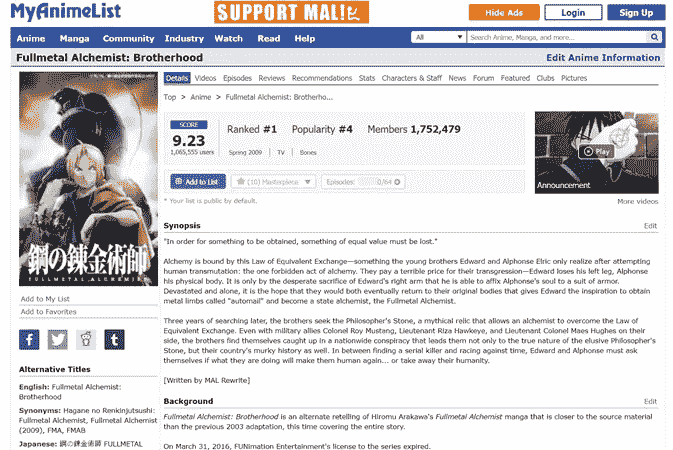 MyAnimeList
SUPPORT MAL!
Hide Ads
Login
Sign Up
Anime Manga Community Industry Watch Read Help
All
Search Anime, Manga, and more...
Fullmetal Alchemist: Brotherhood
Edit Anime Information
Details Videos Episodes Reviews Recommendations Stats Characters & Staff News Forum Featured Clubs Pictures
Top > Anime > Fullmetal Alchemist: Brotherho...
SCORE
9.23
1,065,555 users
Ranked #1 Popularity #4 Members 1,752,479
Spring 2009 TV Bones
Add to List
(10) Masterpiece
Episodes: 0/64
* Your list is public by default.
Play
Announcement
More videos
鋼の錬金術師
FULLMETAL ALCHEMIST
Add to My List
Add to Favorites
Alternative Titles
English: Fullmetal Alchemist:
Brotherhood
Synonyms: Hagane no Renkinjutsushi:
Fullmetal Alchemist, Fullmetal Alchemist
(2009), FMA, FMAB
Japanese: 鋼の錬金術師 FULLMETAL
Synopsis
Edit
"In order for something to be obtained, something of equal value must be lost."
Alchemy is bound by this Law of Equivalent Exchange—something the young brothers Edward and Alphonse Elric only realize after attempting
human transmutation: the one forbidden act of alchemy. They pay a terrible price for their transgression—Edward loses his left leg, Alphonse
his physical body. It is only by the desperate sacrifice of Edward's right arm that he is able to affix Alphonse's soul to a suit of armor.
Devastated and alone, it is the hope that they would both eventually return to their original bodies that gives Edward the inspiration to obtain
metal limbs called "automail" and become a state alchemist, the Fullmetal Alchemist.
Three years of searching later, the brothers seek the Philosopher's Stone, a mythical relic that allows an alchemist to overcome the Law of
Equivalent Exchange. Even with military allies Colonel Roy Mustang, Lieutenant Riza Hawkeye, and Lieutenant Colonel Maes Hughes on their
side, the brothers find themselves caught up in a nationwide conspiracy that leads them not only to the true nature of the elusive Philosopher's
Stone, but their country's murky history as well. In between finding a serial killer and racing against time, Edward and Alphonse must ask
themselves if what they are doing will make them human again... or take away their humanity.
[Written by MAL Rewrite]
Background
Edit
Fullmetal Alchemist: Brotherhood is an alternate retelling of Hiromu Arakawa's Fullmetal Alchemist manga that is closer to the source material
than the previous 2003 adaptation, this time covering the entire story.
On March 31, 2016, FUNimation Entertainment's license to the series expired.